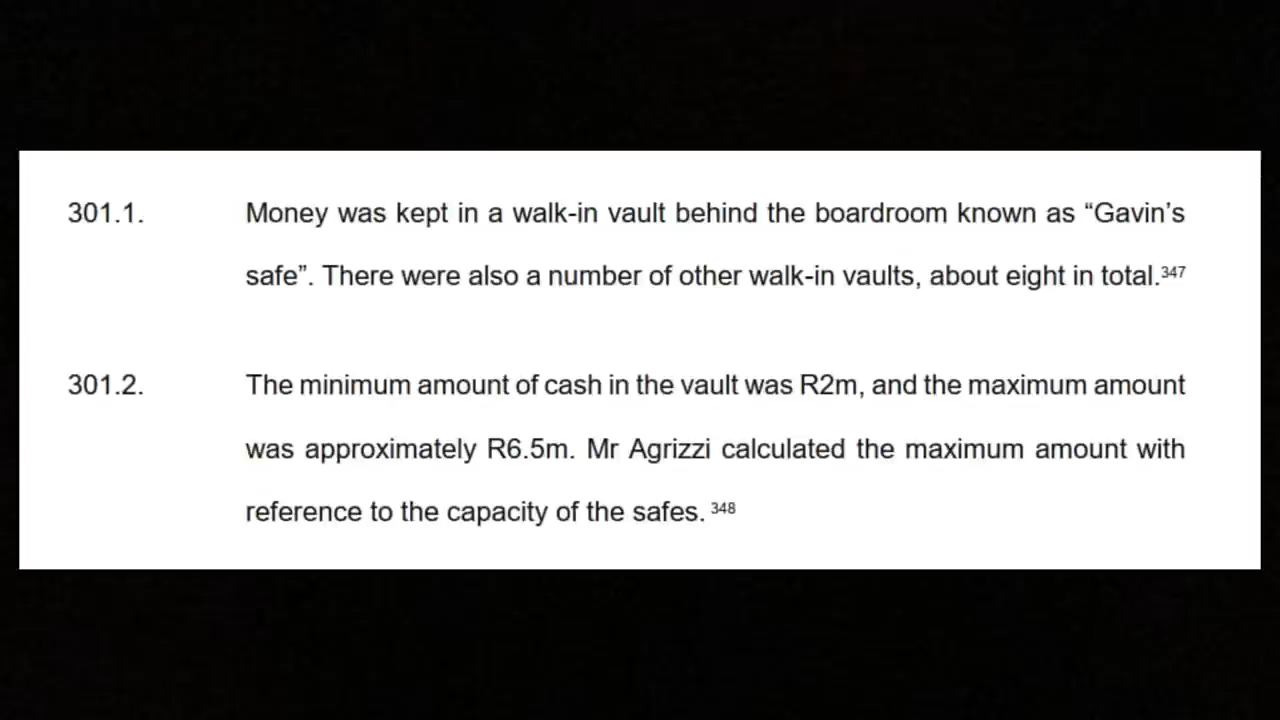 301.1. Money was kept in a walk-in vault behind the boardroom known as “Gavin’s
safe”. There were also a number of other walk-in vaults, about eight in total.347
301.2. The minimum amount of cash in the vault was R2m, and the maximum amount
was approximately R6.5m. Mr Agrizzi calculated the maximum amount with
reference to the capacity of the safes. 348